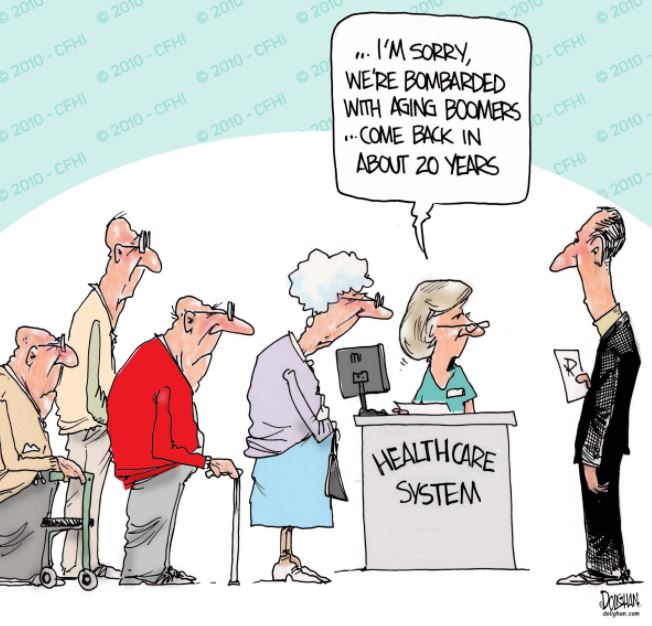 © 2010 - CFHI
... I'M SORRY,
WE'RE BOMBARDED
WITH AGING BOOMERS
...COME BACK IN
ABOUT 20 YEARS
HEALTHCARE
SYSTEM
R
DOLIGHAN
dolighan.com